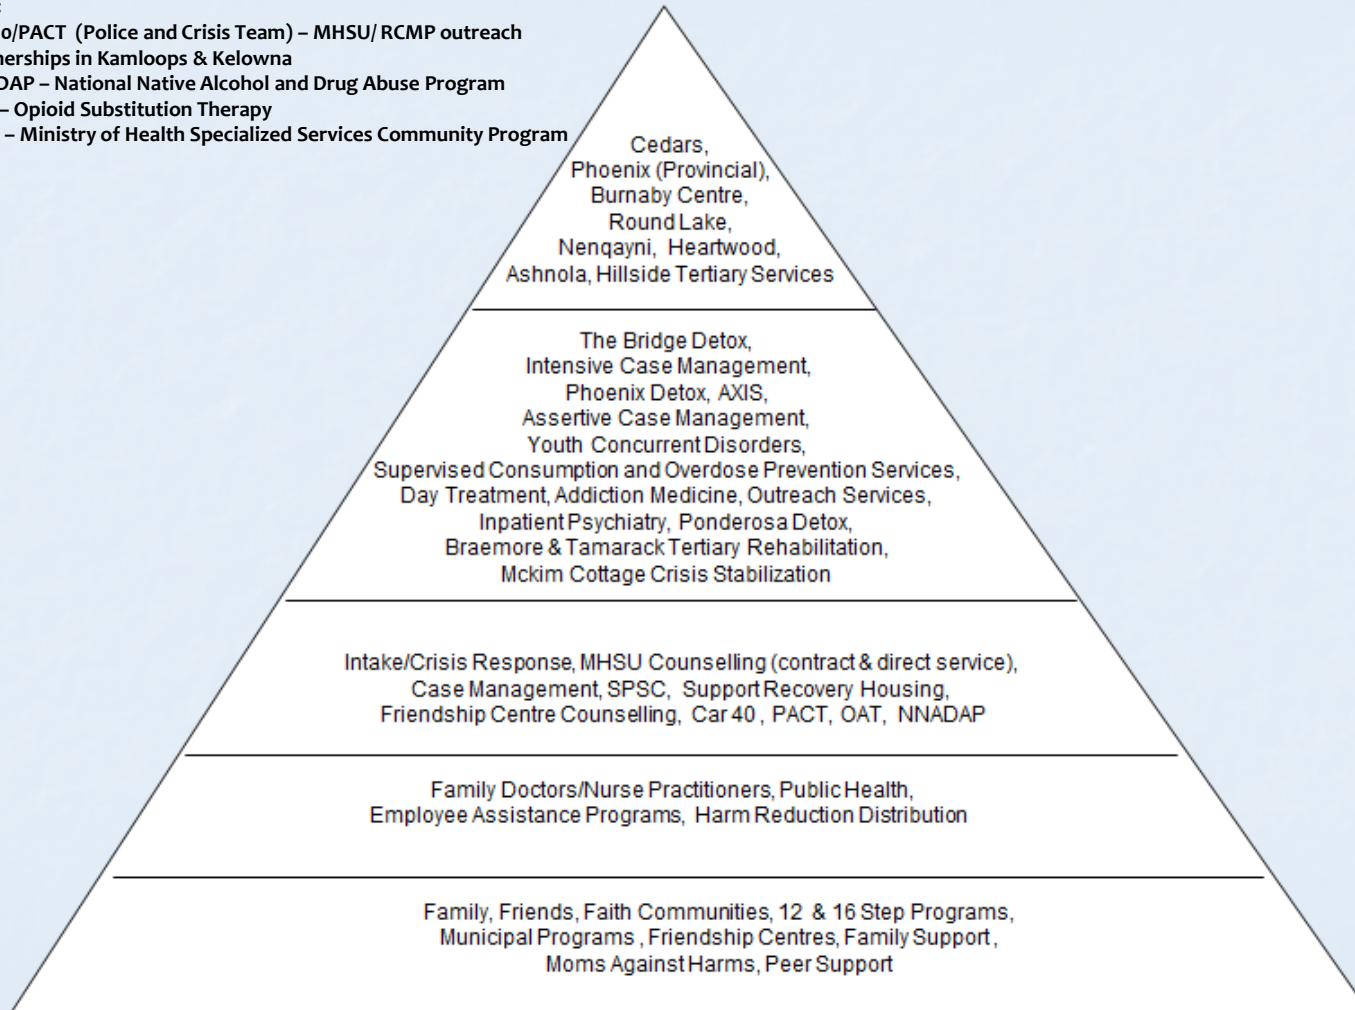 :
0/PACT (Police and Crisis Team) – MHSU/ RCMP outreach
nerships in Kamloops & Kelowna
DAP – National Native Alcohol and Drug Abuse Program
– Opioid Substitution Therapy
– Ministry of Health Specialized Services Community Program
Cedars,
Phoenix (Provincial),
Burnaby Centre,
Round Lake,
Nenqayni, Heartwood,
Ashnola, Hillside Tertiary Services
The Bridge Detox,
Intensive Case Management,
Phoenix Detox, AXIS,
Assertive Case Management,
Youth Concurrent Disorders,
Supervised Consumption and Overdose Prevention Services,
Day Treatment, Addiction Medicine, Outreach Services,
Inpatient Psychiatry, Ponderosa Detox,
Braemore & Tamarack Tertiary Rehabilitation,
Mckim Cottage Crisis Stabilization
Intake/Crisis Response, MHSU Counselling (contract & direct service),
Case Management, SPSC, Support Recovery Housing,
Friendship Centre Counselling, Car 40 , PACT, OAT, NNADAP
Family Doctors/Nurse Practitioners, Public Health,
Employee Assistance Programs, Harm Reduction Distribution
Family, Friends, Faith Communities, 12 & 16 Step Programs,
Municipal Programs , Friendship Centres, Family Support ,
Moms Against Harms, Peer Support